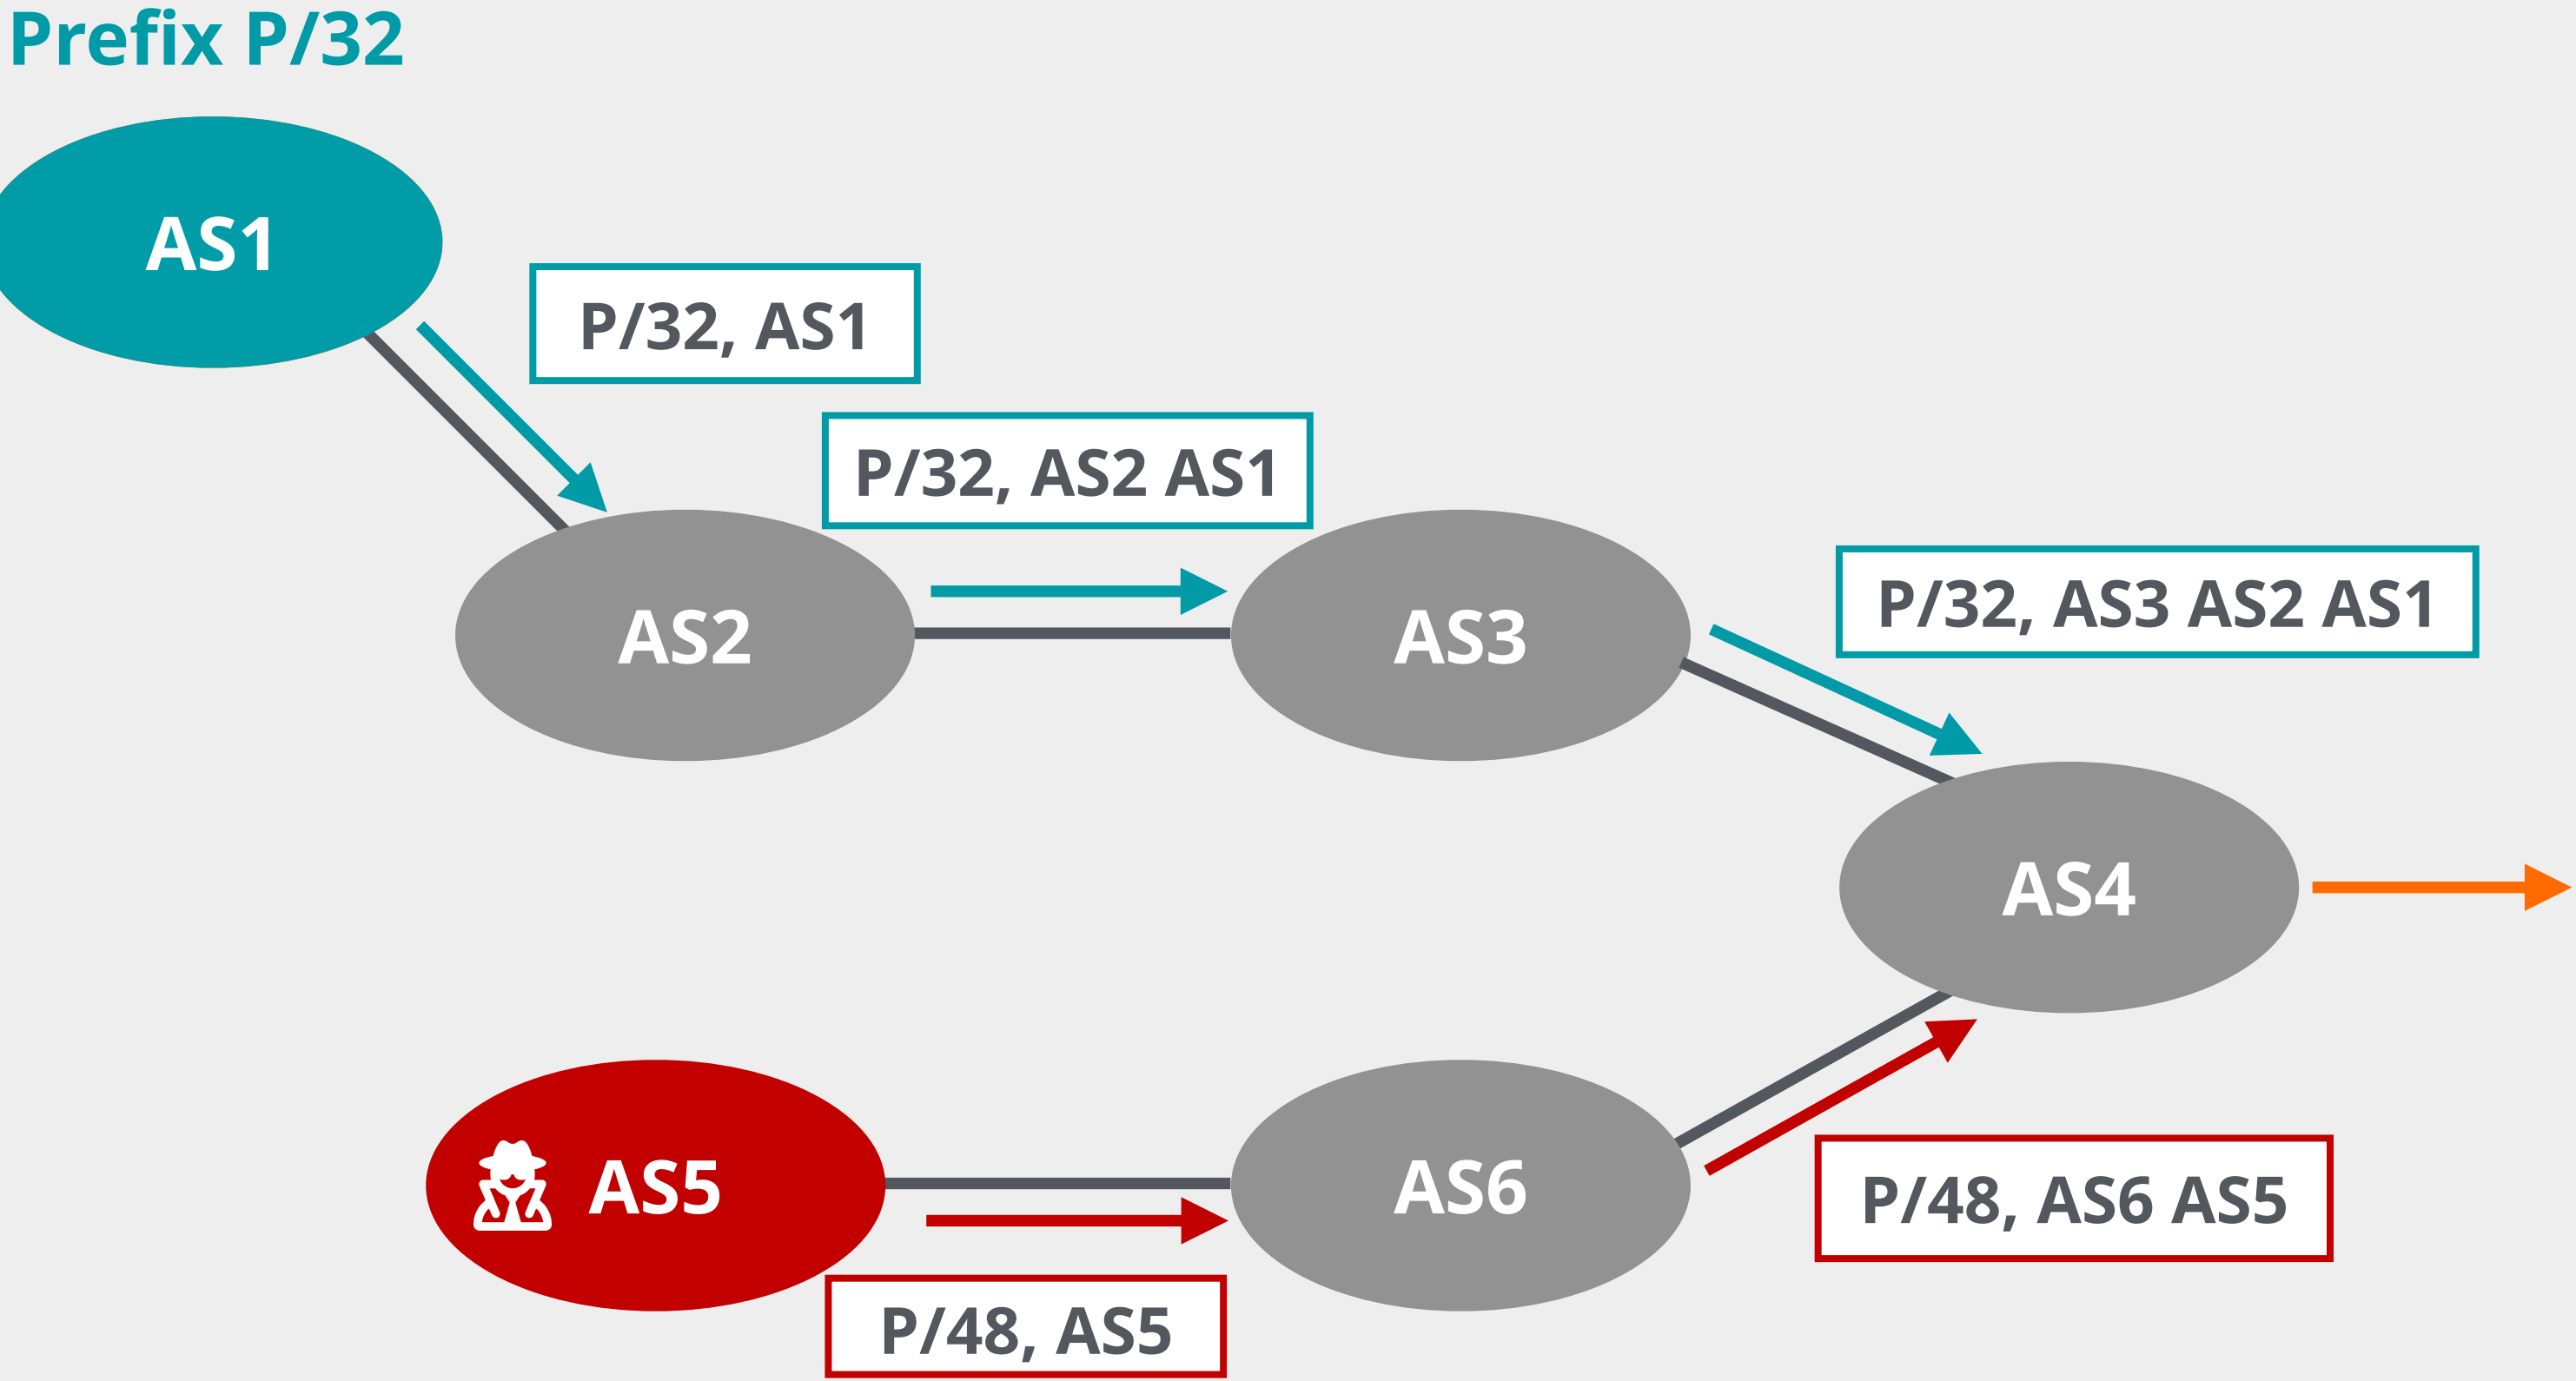 Prefix P/32
AS1
P/32, AS1
P/32, AS2 AS1
AS2
AS3
P/32, AS3 AS2 AS1
AS4
AS5
AS6
P/48, AS6 AS5
P/48, AS5